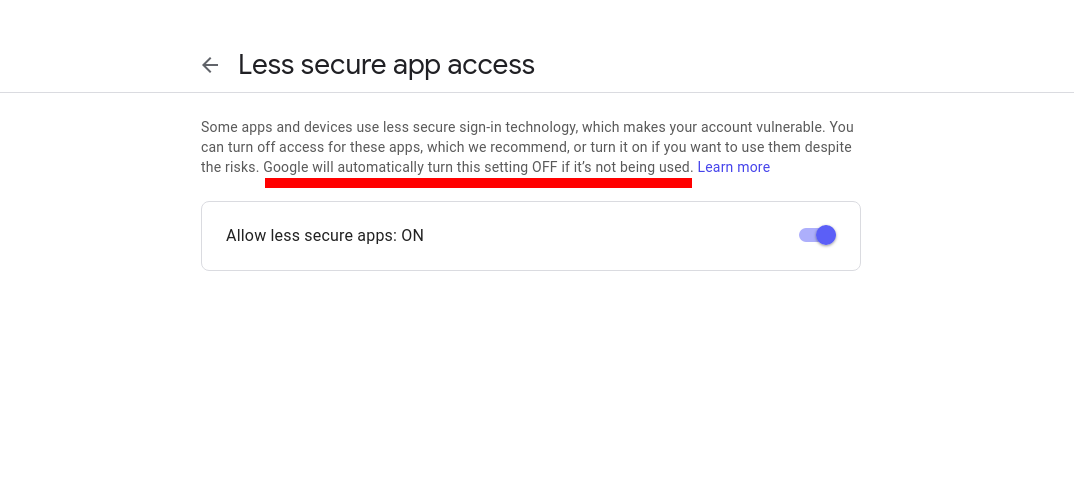 Less secure app access
Some apps and devices use less secure sign-in technology, which makes your account vulnerable. You
can turn off access for these apps, which we recommend, or turn it on if you want to use them despite
the risks. Google will automatically turn this setting OFF if it's not being used. Learn more
Allow less secure apps: ON